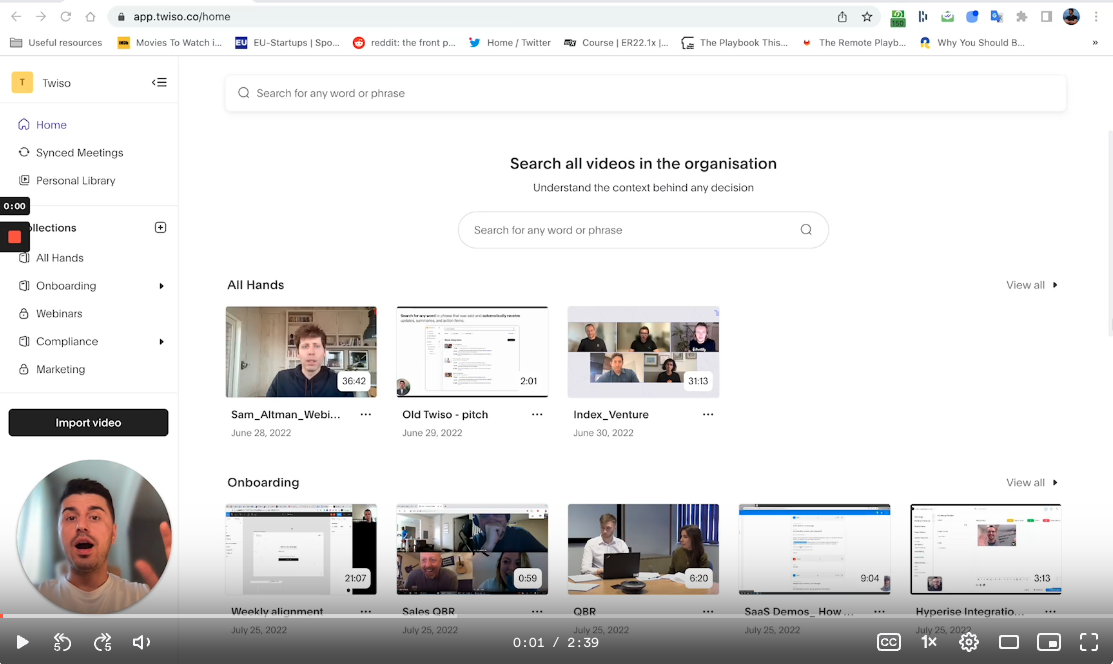 app.twiso.co/home
150
Useful resources
Movies To Watch i...
EU EU-Startups | Spo...
reddit: the front p...
Home / Twitter
Course | ER22.1x |...
The Playbook This...
The Remote Playb...
Why You Should B...
»
T Twiso
Search for any word or phrase
Home
Synced Meetings
Personal Library
0:00
ollections
All Hands
Onboarding
Webinars
Compliance
Marketing
Import video
Search all videos in the organisation
Understand the context behind any decision
Search for any word or phrase
All Hands
View all
36:42
2:01
31:13
Sam_Altman_Webi... ...
Old Twiso - pitch ...
Index_Venture ...
June 28, 2022
June 29, 2022
June 30, 2022
Onboarding
View all
21:07
0:59
6:20
9:04
3:13
Weekly alignment ...
Sales QBR ...
QBR ...
SaaS Demos_ How ... ...
Hyperise Integratio... ...
July 25, 2022
July 25, 2022
July 25, 2022
July 25, 2022
July 25, 2022
5
5
0:01 / 2:39
CC
1×